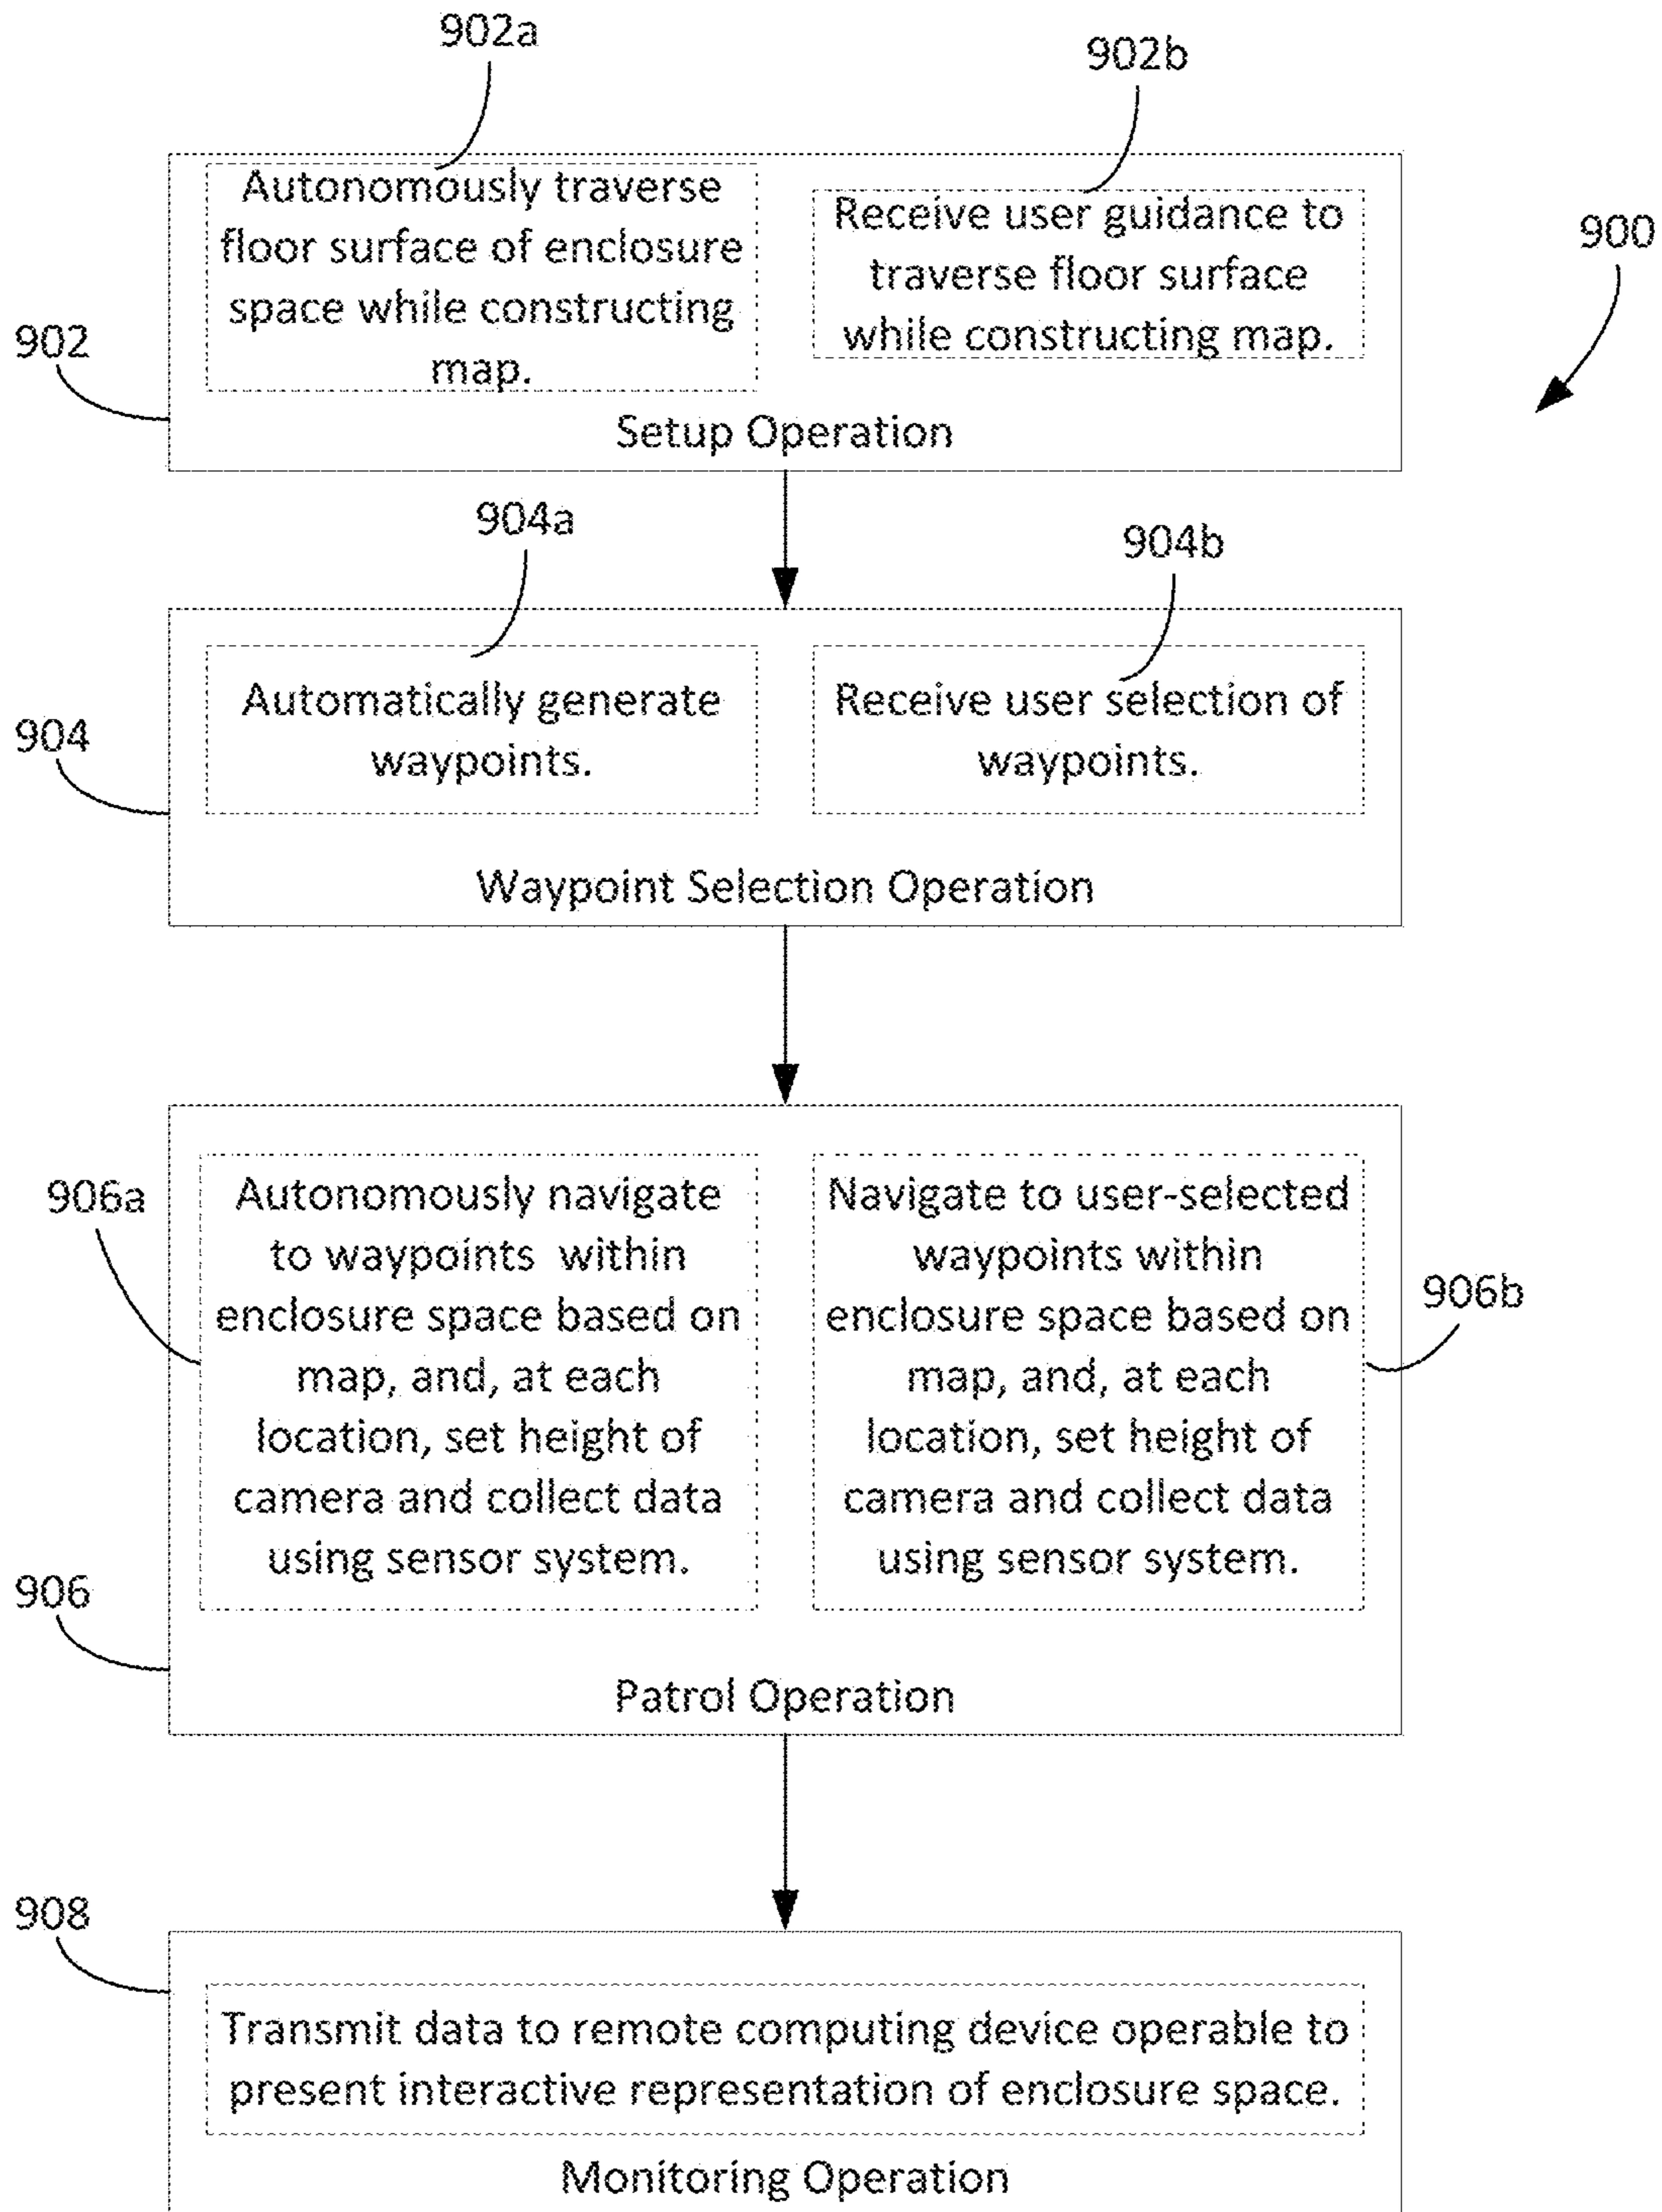 902a
902b
Autonomously traverse
floor surface of enclosure
space while constructing
map.
Receive user guidance to
traverse floor surface
while constructing map.
900
902
Setup Operation
904a
904b
Automatically generate
waypoints.
Receive user selection of
waypoints.
904
Waypoint Selection Operation
906a
Autonomously navigate
to waypoints within
enclosure space based on
map, and, at each
location, set height of
camera and collect data
using sensor system.
Navigate to user-selected
waypoints within
enclosure space based on
map, and, at each
location, set height of
camera and collect data
using sensor system.
906b
906
Patrol Operation
908
Transmit data to remote computing device operable to
present interactive representation of enclosure space.
Monitoring Operation